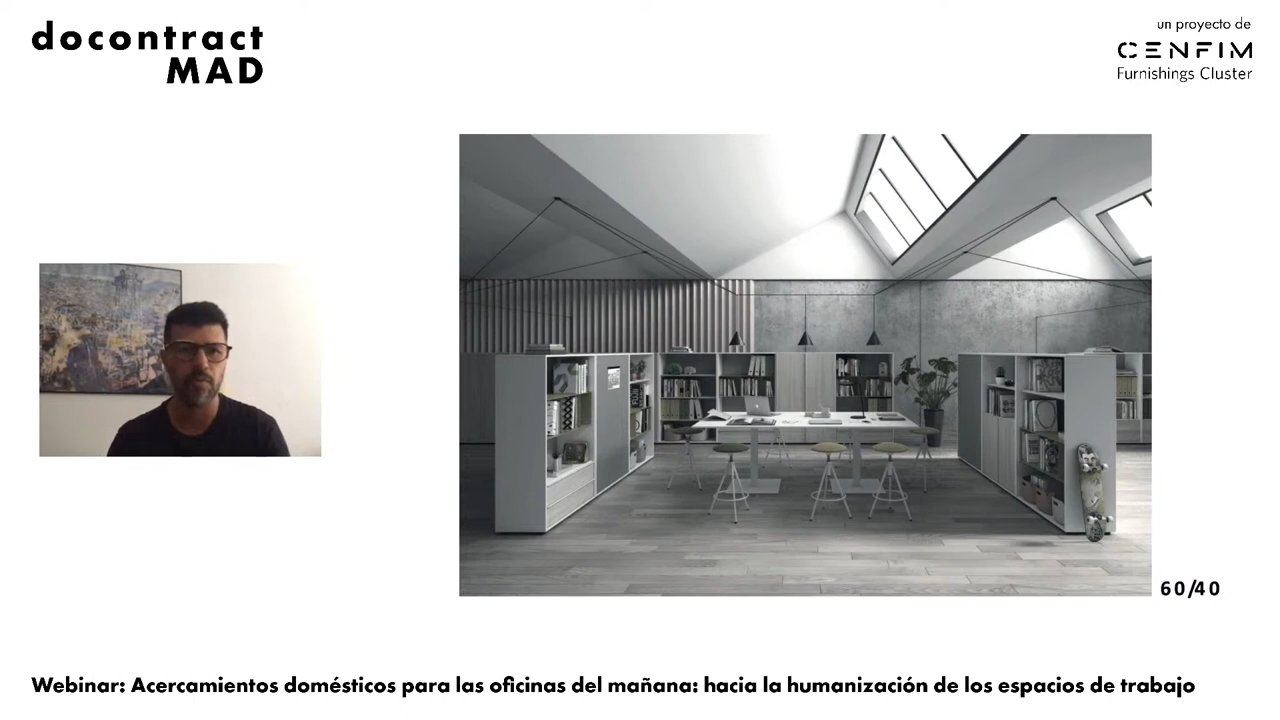 docontract
MAD
un proyecto de
CENFIM
Furnishings Cluster
60/40
Webinar: Acercamientos domésticos para las oficinas del mañana: hacia la humanización de los espacios de trabajo